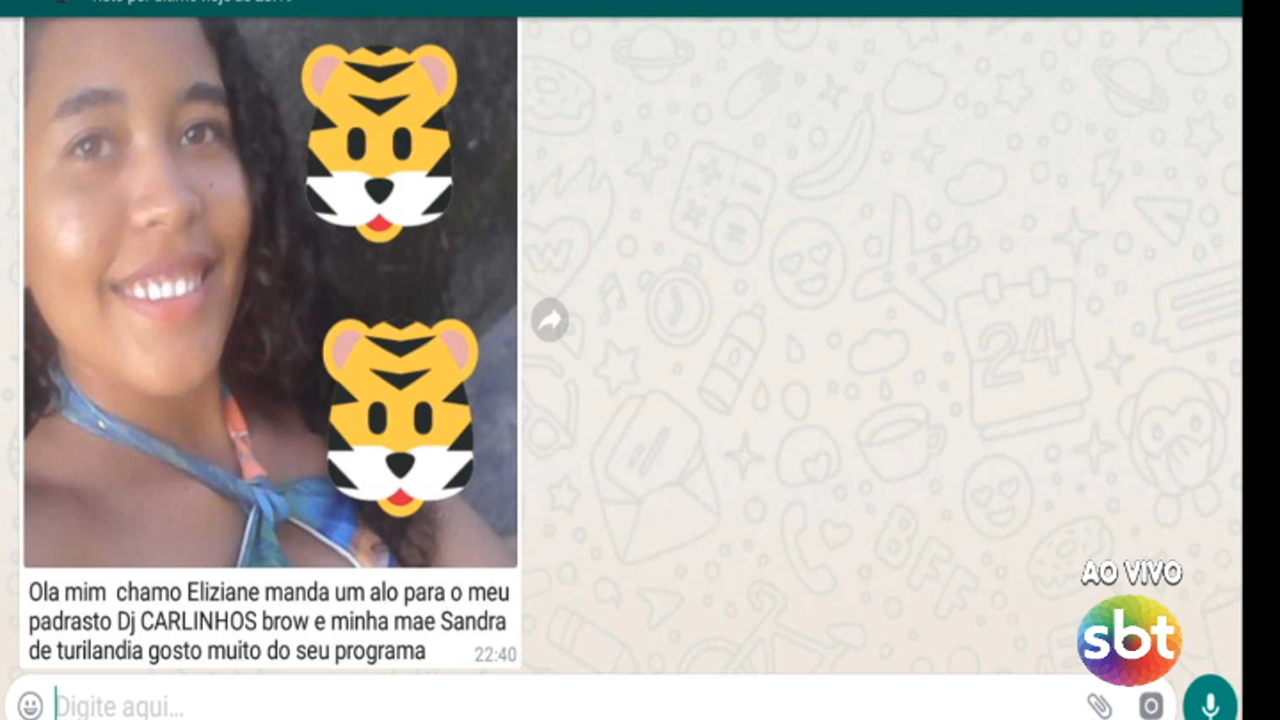 Ola mim chamo Eliziane manda um alo para o meu
padrasto Dj CARLINHOS brow e minha mae Sandra
de turilandia gosto muito do seu programa
22:40
AO VIVO
sbt
Digite aqui...